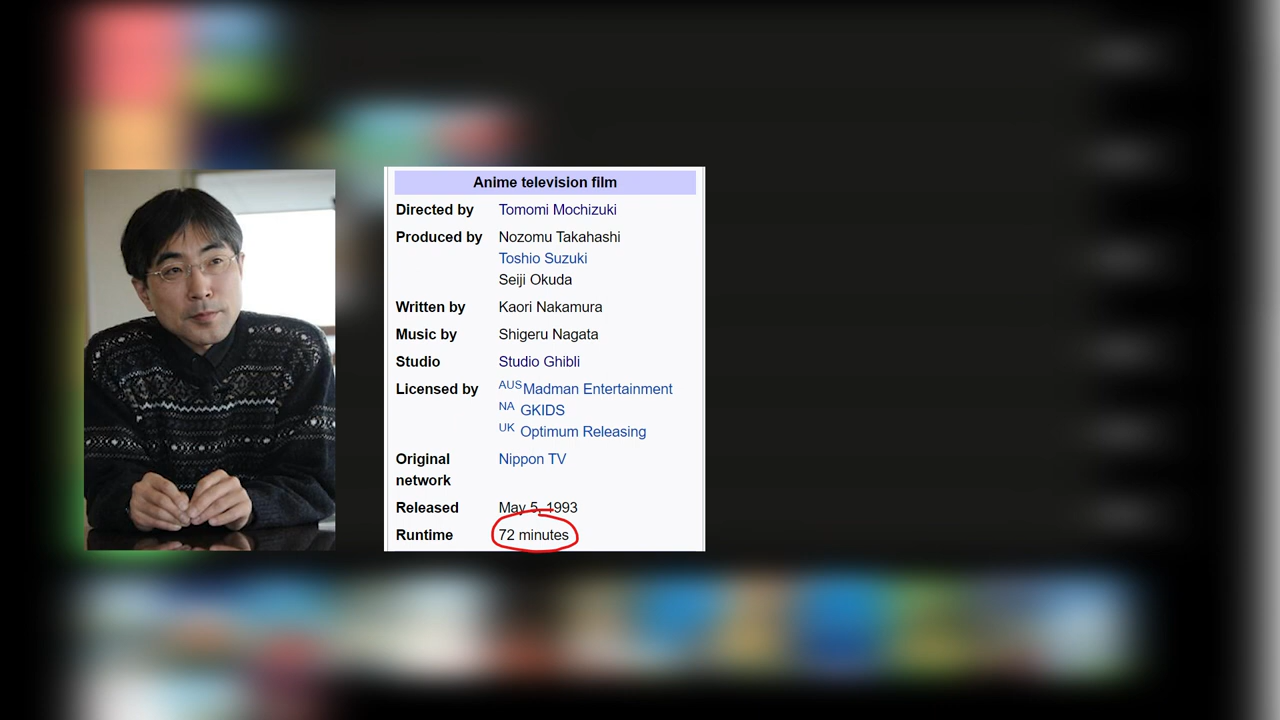 Anime television film
Directed by Tomomi Mochizuki
Produced by Nozomu Takahashi
Toshio Suzuki
Seiji Okuda
Written by Kaori Nakamura
Music by Shigeru Nagata
Studio Studio Ghibli
Licensed by AUSMadman Entertainment
NA GKIDS
UK Optimum Releasing
Original network Nippon TV
Released May 5, 1993
Runtime 72 minutes